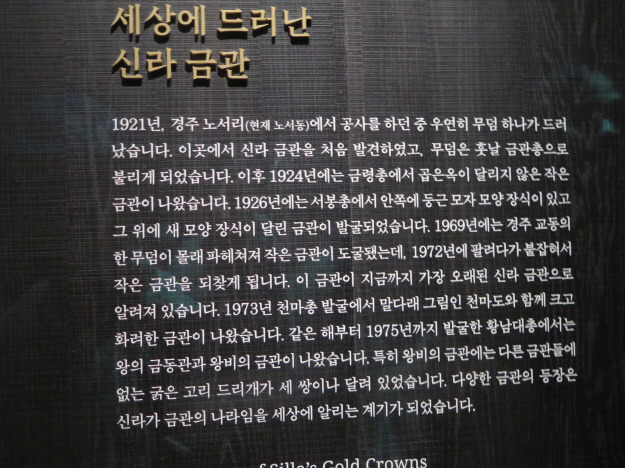 세상에 드러난
신라 금관
1921년, 경주 노서리(현재 노서동)에서 공사를 하던 중 우연히 무덤 하나가 드러
났습니다. 이곳에서 신라 금관을 처음 발견하였고, 무덤은 훗날 금관총으로
불리게 되었습니다. 이후 1924년에는 금령총에서 곱은옥이 달리지 않은 작은
금관이 나왔습니다. 1926년에는 서봉총에서 안쪽에 둥근 모자 모양 장식이 있고
그 위에 새 모양 장식이 달린 금관이 발굴되었습니다. 1969년에는 경주 교동의
한 무덤이 몰래 파헤쳐져 작은 금관이 도굴됐는데, 1972년에 팔려다가 붙잡혀서
작은 금관을 되찾게 됩니다. 이 금관이 지금까지 가장 오래된 신라 금관으로
알려져 있습니다. 1973년 천마총 발굴에서 말다래 그림인 천마도와 함께 크고
화려한 금관이 나왔습니다. 같은 해부터 1975년까지 발굴한 황남대총에서는
왕의 금동관과 왕비의 금관이 나왔습니다. 특히 왕비의 금관에는 다른 금관들에
없는 굵은 고리 드리개가 세 쌍이나 달려 있었습니다. 다양한 금관의 등장은
신라가 금관의 나라임을 세상에 알리는 계기가 되었습니다.
of Silla's Gold Crowns